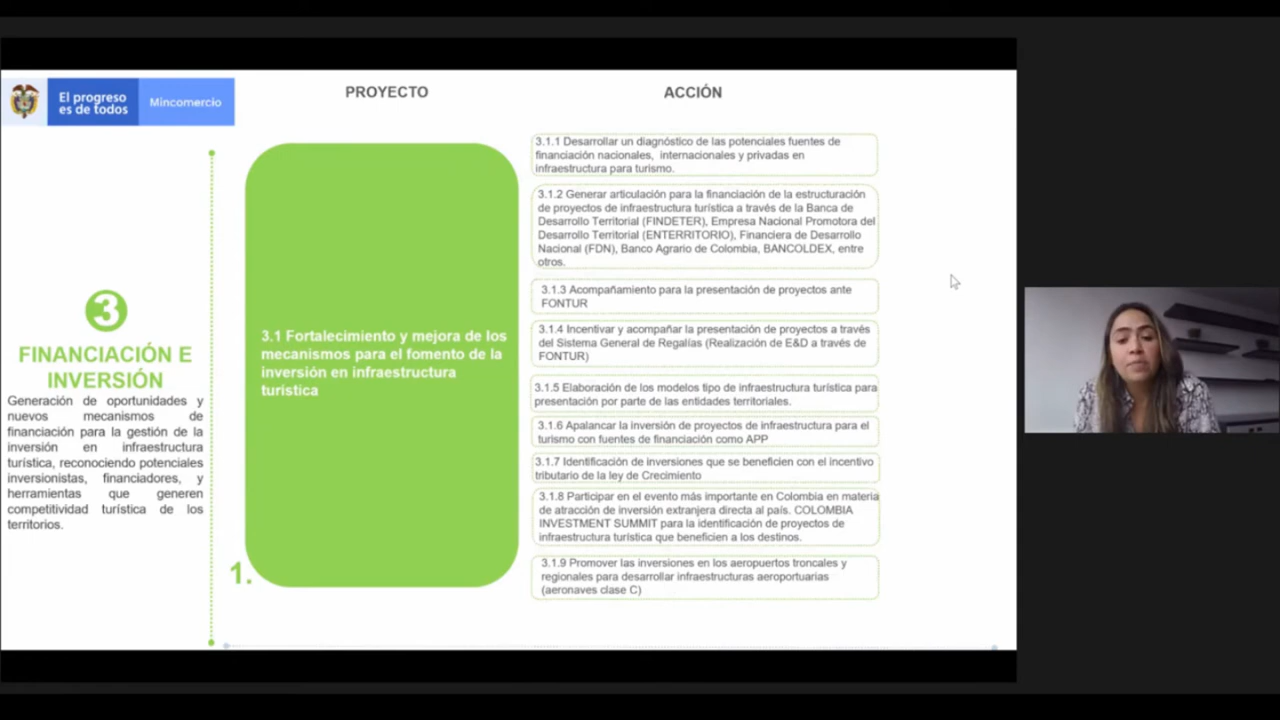 El progreso
es de todos
Mincomercio
PROYECTO
ACCIÓN
3
FINANCIACIÓN E
INVERSIÓN
Generación de oportunidades y
nuevos mecanismos de
financiación para la gestión de la
inversión en infraestructura
turística, reconociendo potenciales
inversionistas, financiadores, y
herramientas que generen
competitividad turística de los
territorios.
1.
3.1 Fortalecimiento y mejora de los
mecanismos para el fomento de la
inversión en infraestructura
turística
3.1.1 Desarrollar un diagnóstico de las potenciales fuentes de
financiación nacionales, internacionales y privadas en
infraestructura para turismo.
3.1.2 Generar articulación para la financiación de la estructuración
de proyectos de infraestructura turística a través de la Banca de
Desarrollo Territorial (FINDETER), Empresa Nacional Promotora del
Desarrollo Territorial (ENTERRITORIO), Financiera de Desarrollo
Nacional (FDN), Banco Agrario de Colombia, BANCOLDEX, entre
otros.
3.1.3 Acompañamiento para la presentación de proyectos ante
FONTUR
3.1.4 Incentivar y acompañar la presentación de proyectos a través
del Sistema General de Regalías (Realización de E&D a través de
FONTUR)
3.1.5 Elaboración de los modelos tipo de infraestructura turística para
presentación por parte de las entidades territoriales.
3.1.6 Apalancar la inversión de proyectos de infraestructura para el
turismo con fuentes de financiación como APP
3.1.7 Identificación de inversiones que se beneficien con el incentivo
tributario de la ley de Crecimiento
3.1.8 Participar en el evento más importante en Colombia en materia
de atracción de inversión extranjera directa al país. COLOMBIA
INVESTMENT SUMMIT para la identificación de proyectos de
infraestructura turística que beneficien a los destinos.
3.1.9 Promover las inversiones en los aeropuertos troncales y
regionales para desarrollar infraestructuras aeroportuarias
(aeronaves clase C)